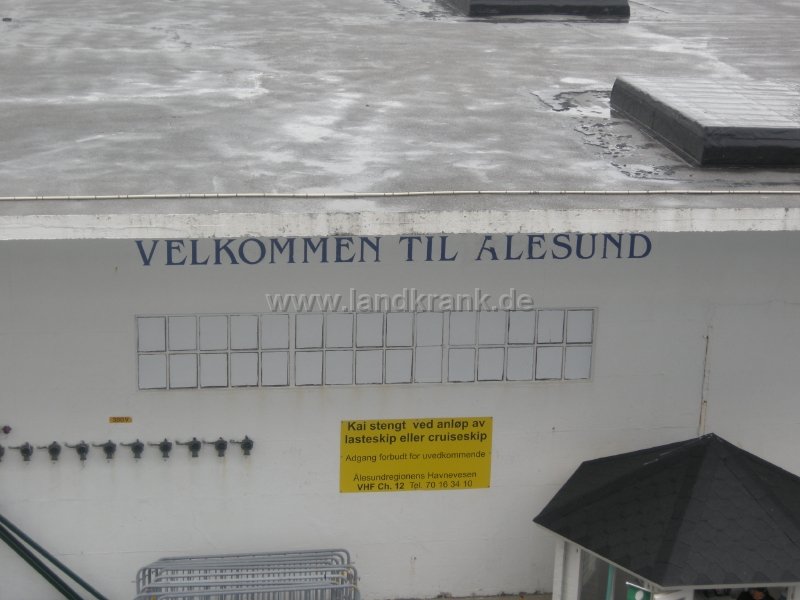 VELKOMMEN TIL ÅLESUND
www.landkrank.de
380V
Kai stengt ved anløp av
lasteskip eller cruiseskip
Adgang forbudt for uvedkommende
Ålesundregionens Havnevesen
VHF Ch. 12 Tel. 70 16 34 10